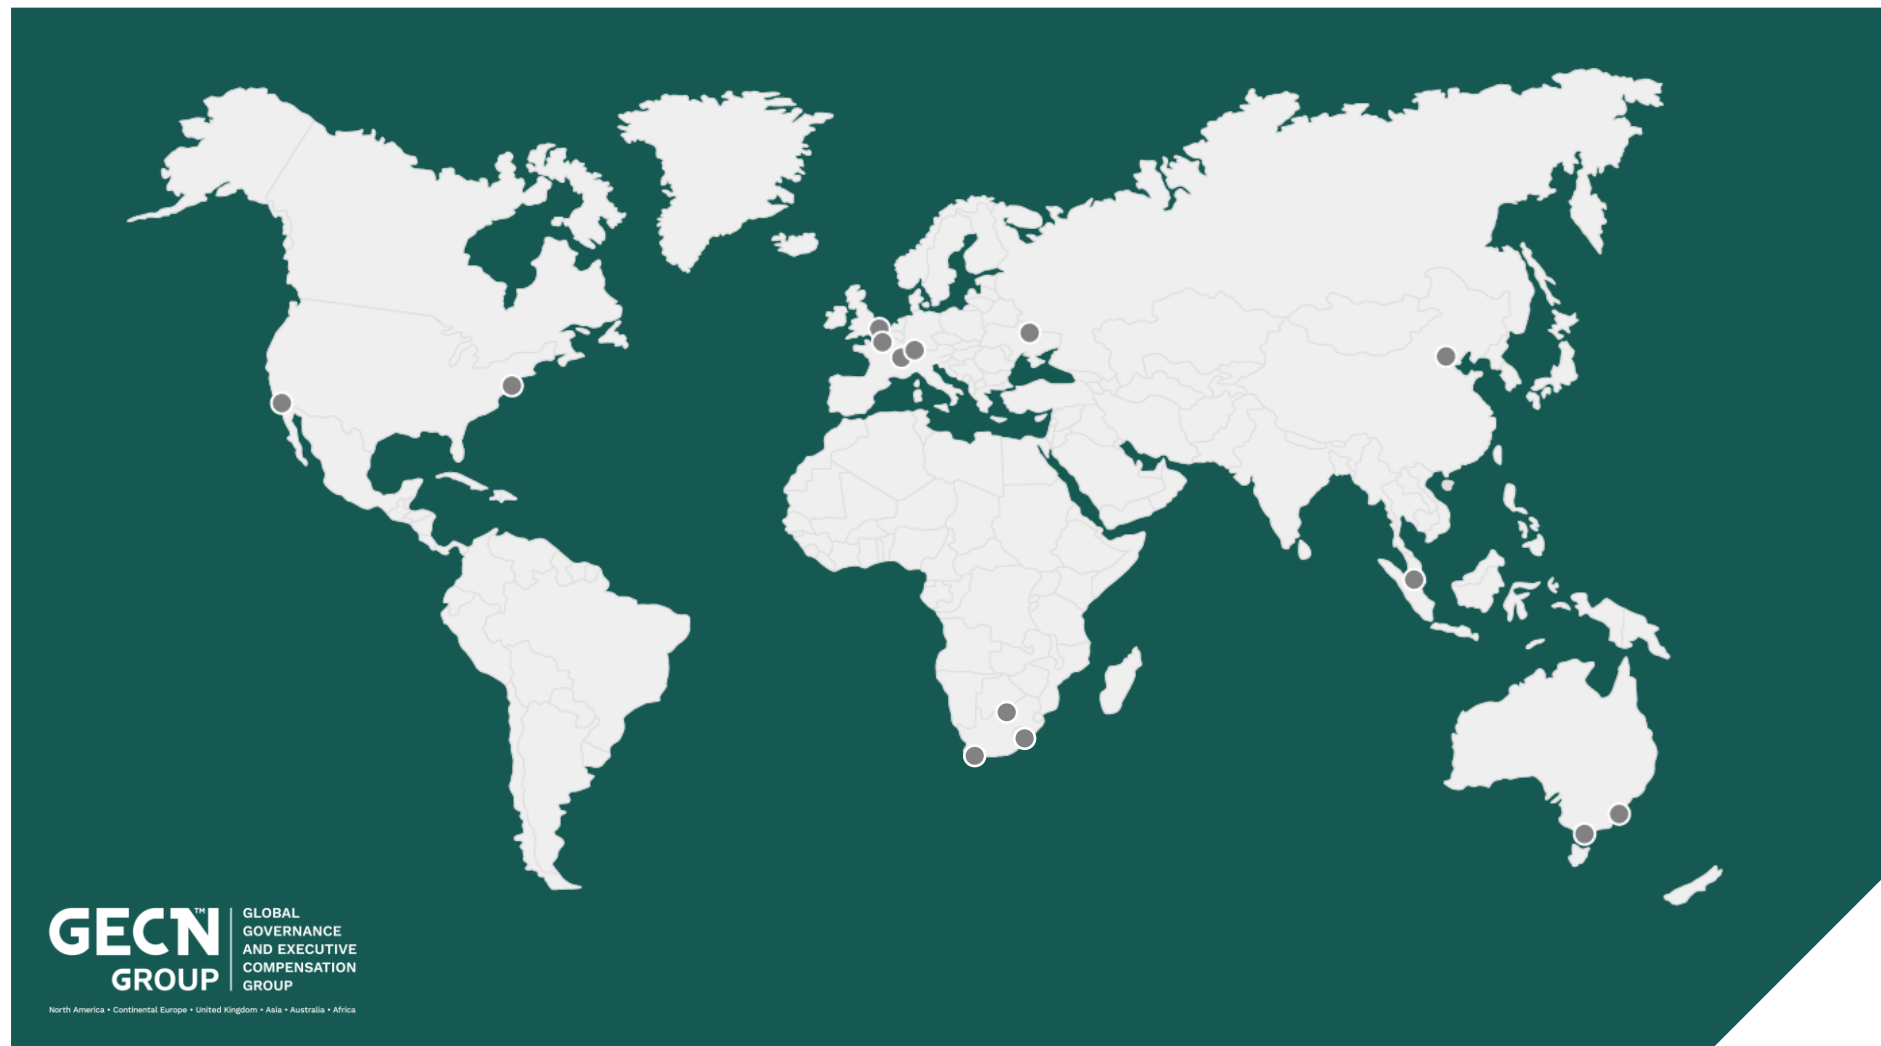 GECN™
GROUP
GLOBAL
GOVERNANCE
AND EXECUTIVE
COMPENSATION
GROUP
North America • Continental Europe • United Kingdom • Asia • Australia • Africa